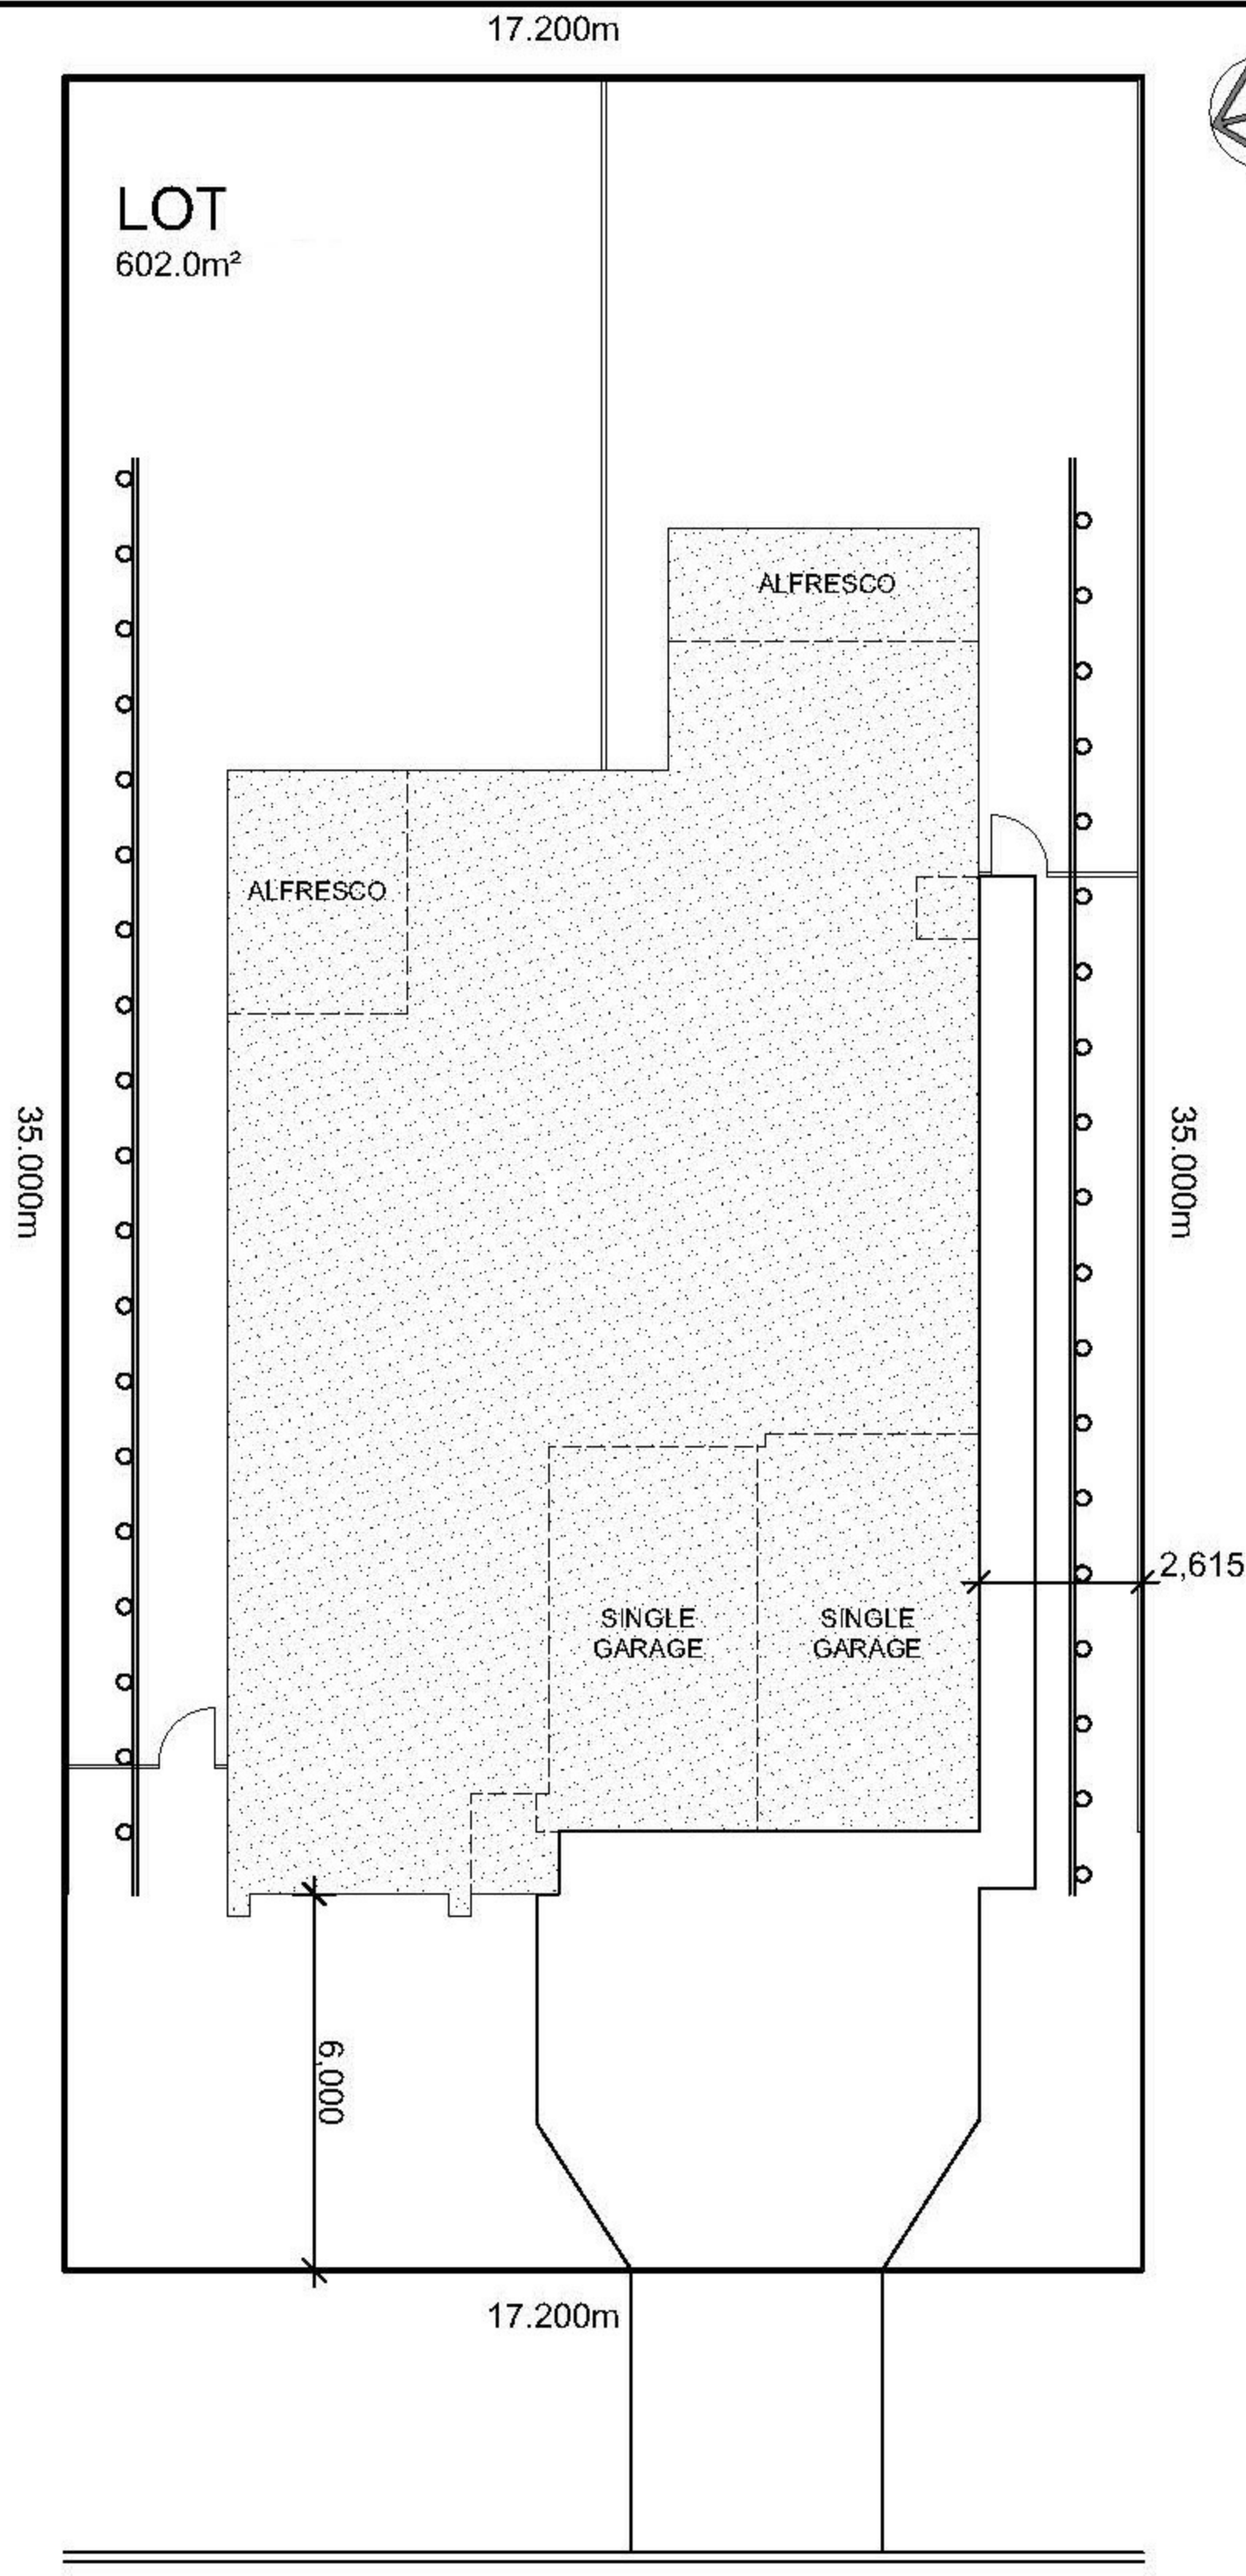 17.200m
LOT
602.0m²
ALFRESCO
ALFRESCO
35.000m
35.000m
2,615
SINGLE
GARAGE
SINGLE
GARAGE
6,000
17.200m